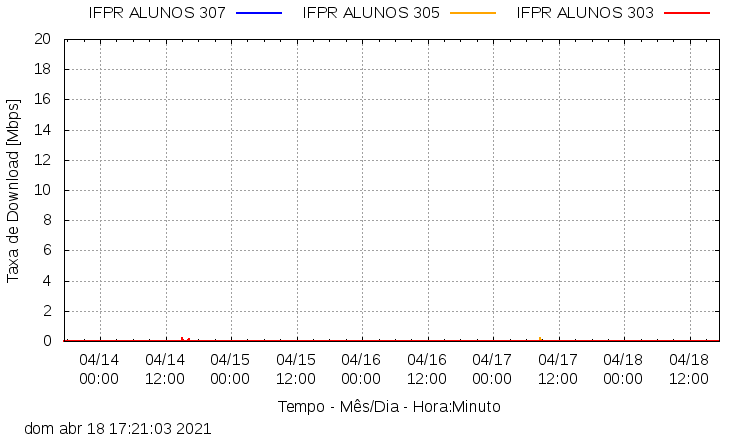 IFPR ALUNOS 307 IFPR ALUNOS 305 IFPR ALUNOS 303
Taxa de Download [Mbps]
20
18
16
14
12
10
8
6
4
2
0
04/14 04/14 04/15 04/15 04/16 04/16 04/17 04/17 04/18 04/18
00:00 12:00 00:00 12:00 00:00 12:00 00:00 12:00 00:00 12:00
Tempo - Mês/Dia - Hora:Minuto
dom abr 18 17:21:03 2021